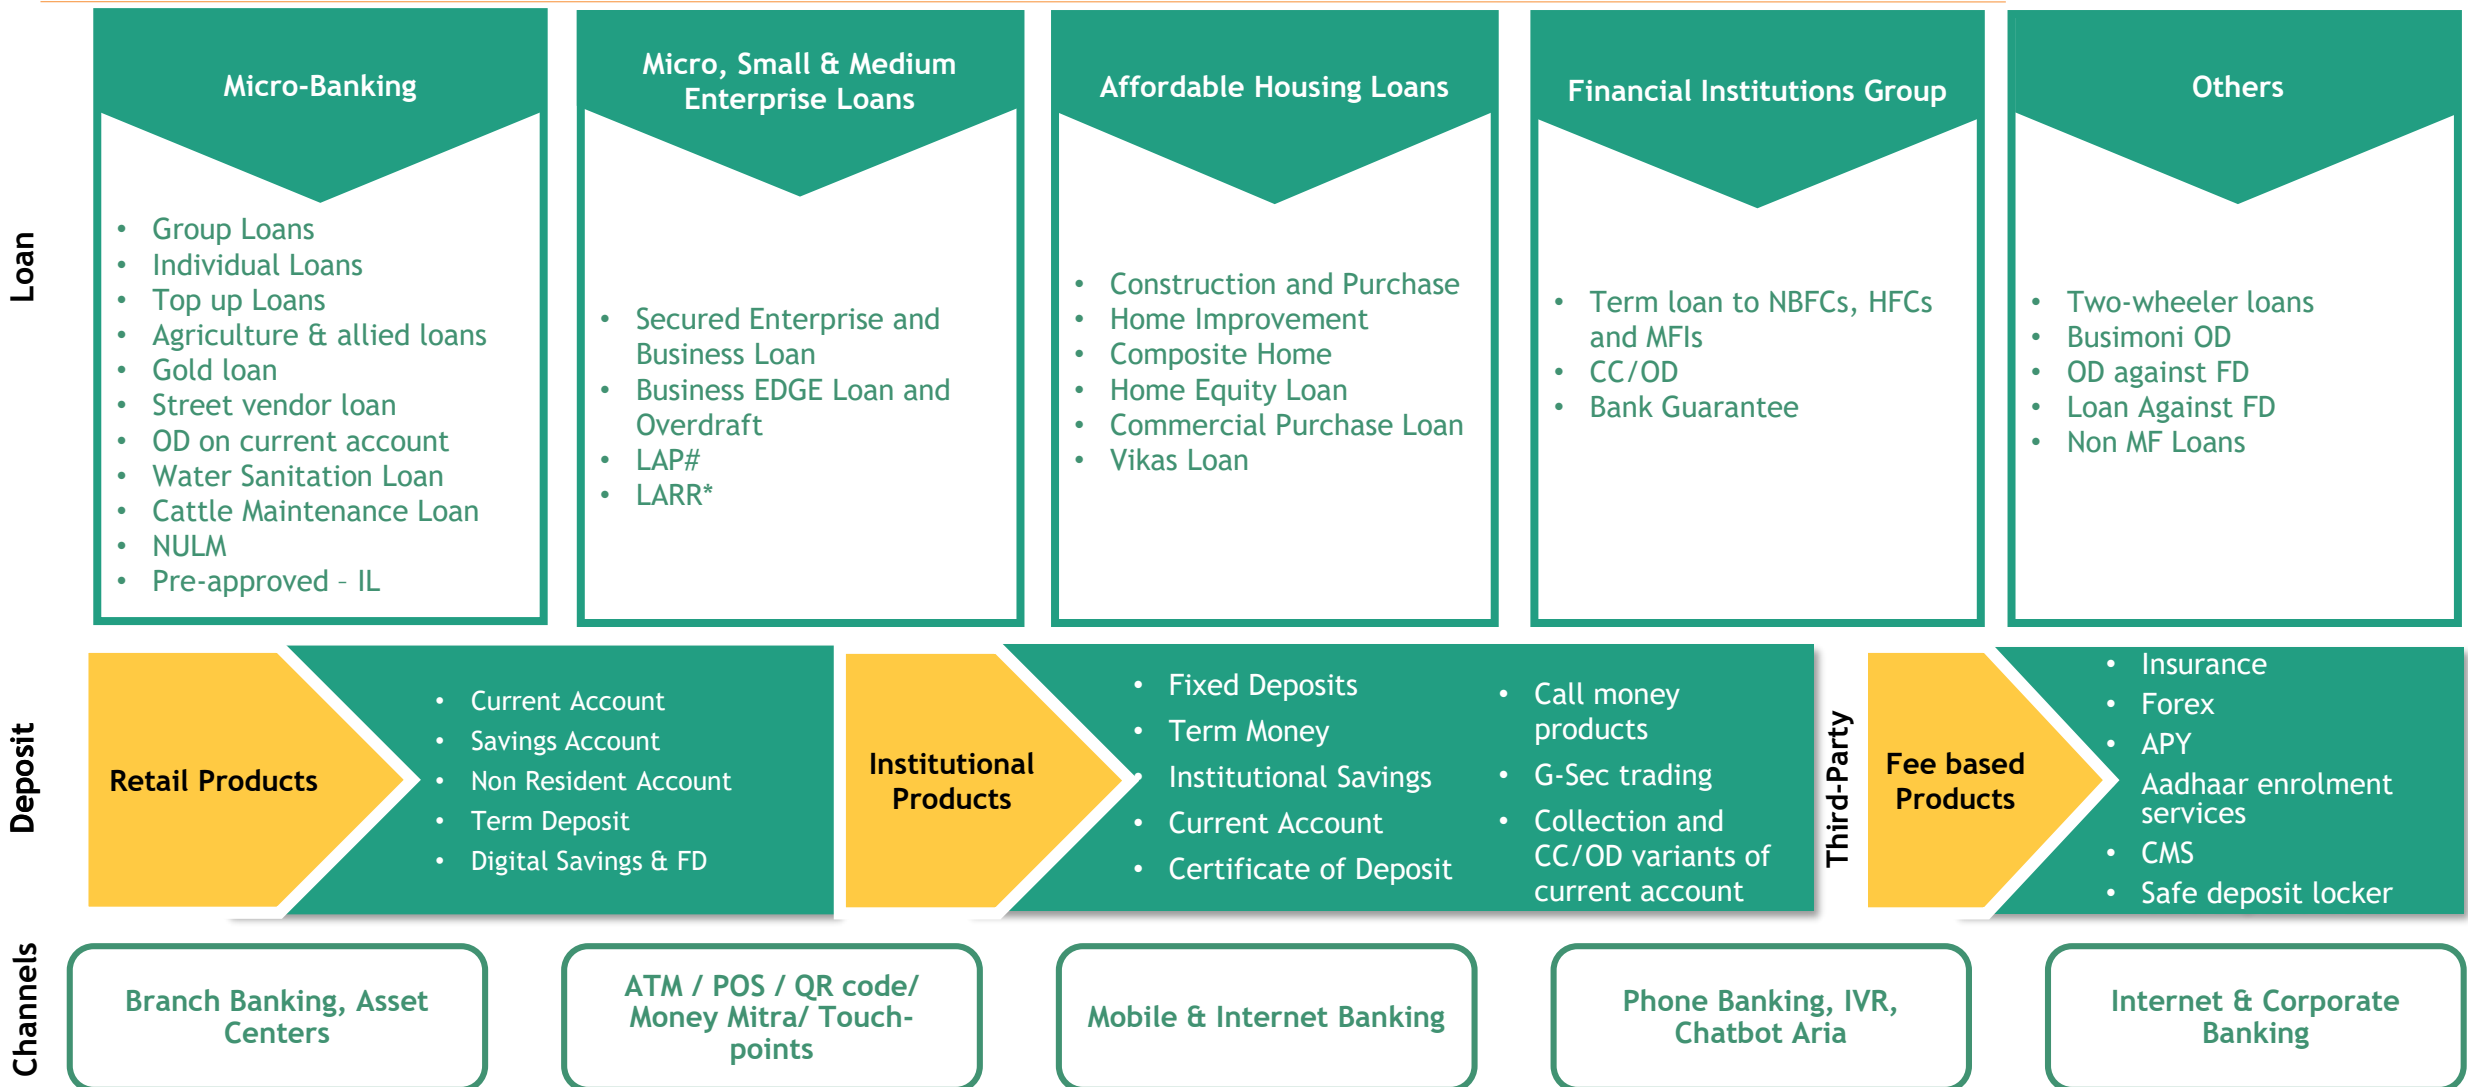 Loan
Micro-Banking
• Group Loans
• Individual Loans
• Top up Loans
• Agriculture & allied loans
• Gold loan
• Street vendor loan
• OD on current account
• Water Sanitation Loan
• Cattle Maintenance Loan
• NULM
• Pre-approved – IL
Micro, Small & Medium
Enterprise Loans
• Secured Enterprise and
Business Loan
• Business EDGE Loan and
Overdraft
• LAP#
• LARR*
Affordable Housing Loans
• Construction and Purchase
• Home Improvement
• Composite Home
• Home Equity Loan
• Commercial Purchase Loan
• Vikas Loan
Financial Institutions Group
• Term loan to NBFCs, HFCs
and MFIs
• CC/OD
• Bank Guarantee
Others
• Two-wheeler loans
• Busimoni OD
• OD against FD
• Loan Against FD
• Non MF Loans
Deposit
Retail Products
• Current Account
• Savings Account
• Non Resident Account
• Term Deposit
• Digital Savings & FD
Institutional
Products
• Fixed Deposits
• Term Money
• Institutional Savings
• Current Account
• Certificate of Deposit
• Call money
products
• G-Sec trading
• Collection and
CC/OD variants of
current account
Third-Party
Fee based
Products
• Insurance
• Forex
• APY
• Aadhaar enrolment
services
• CMS
• Safe deposit locker
Channels
Branch Banking, Asset
Centers
ATM / POS / QR code/
Money Mitra/ Touch-
points
Mobile & Internet Banking
Phone Banking, IVR,
Chatbot Aria
Internet & Corporate
Banking